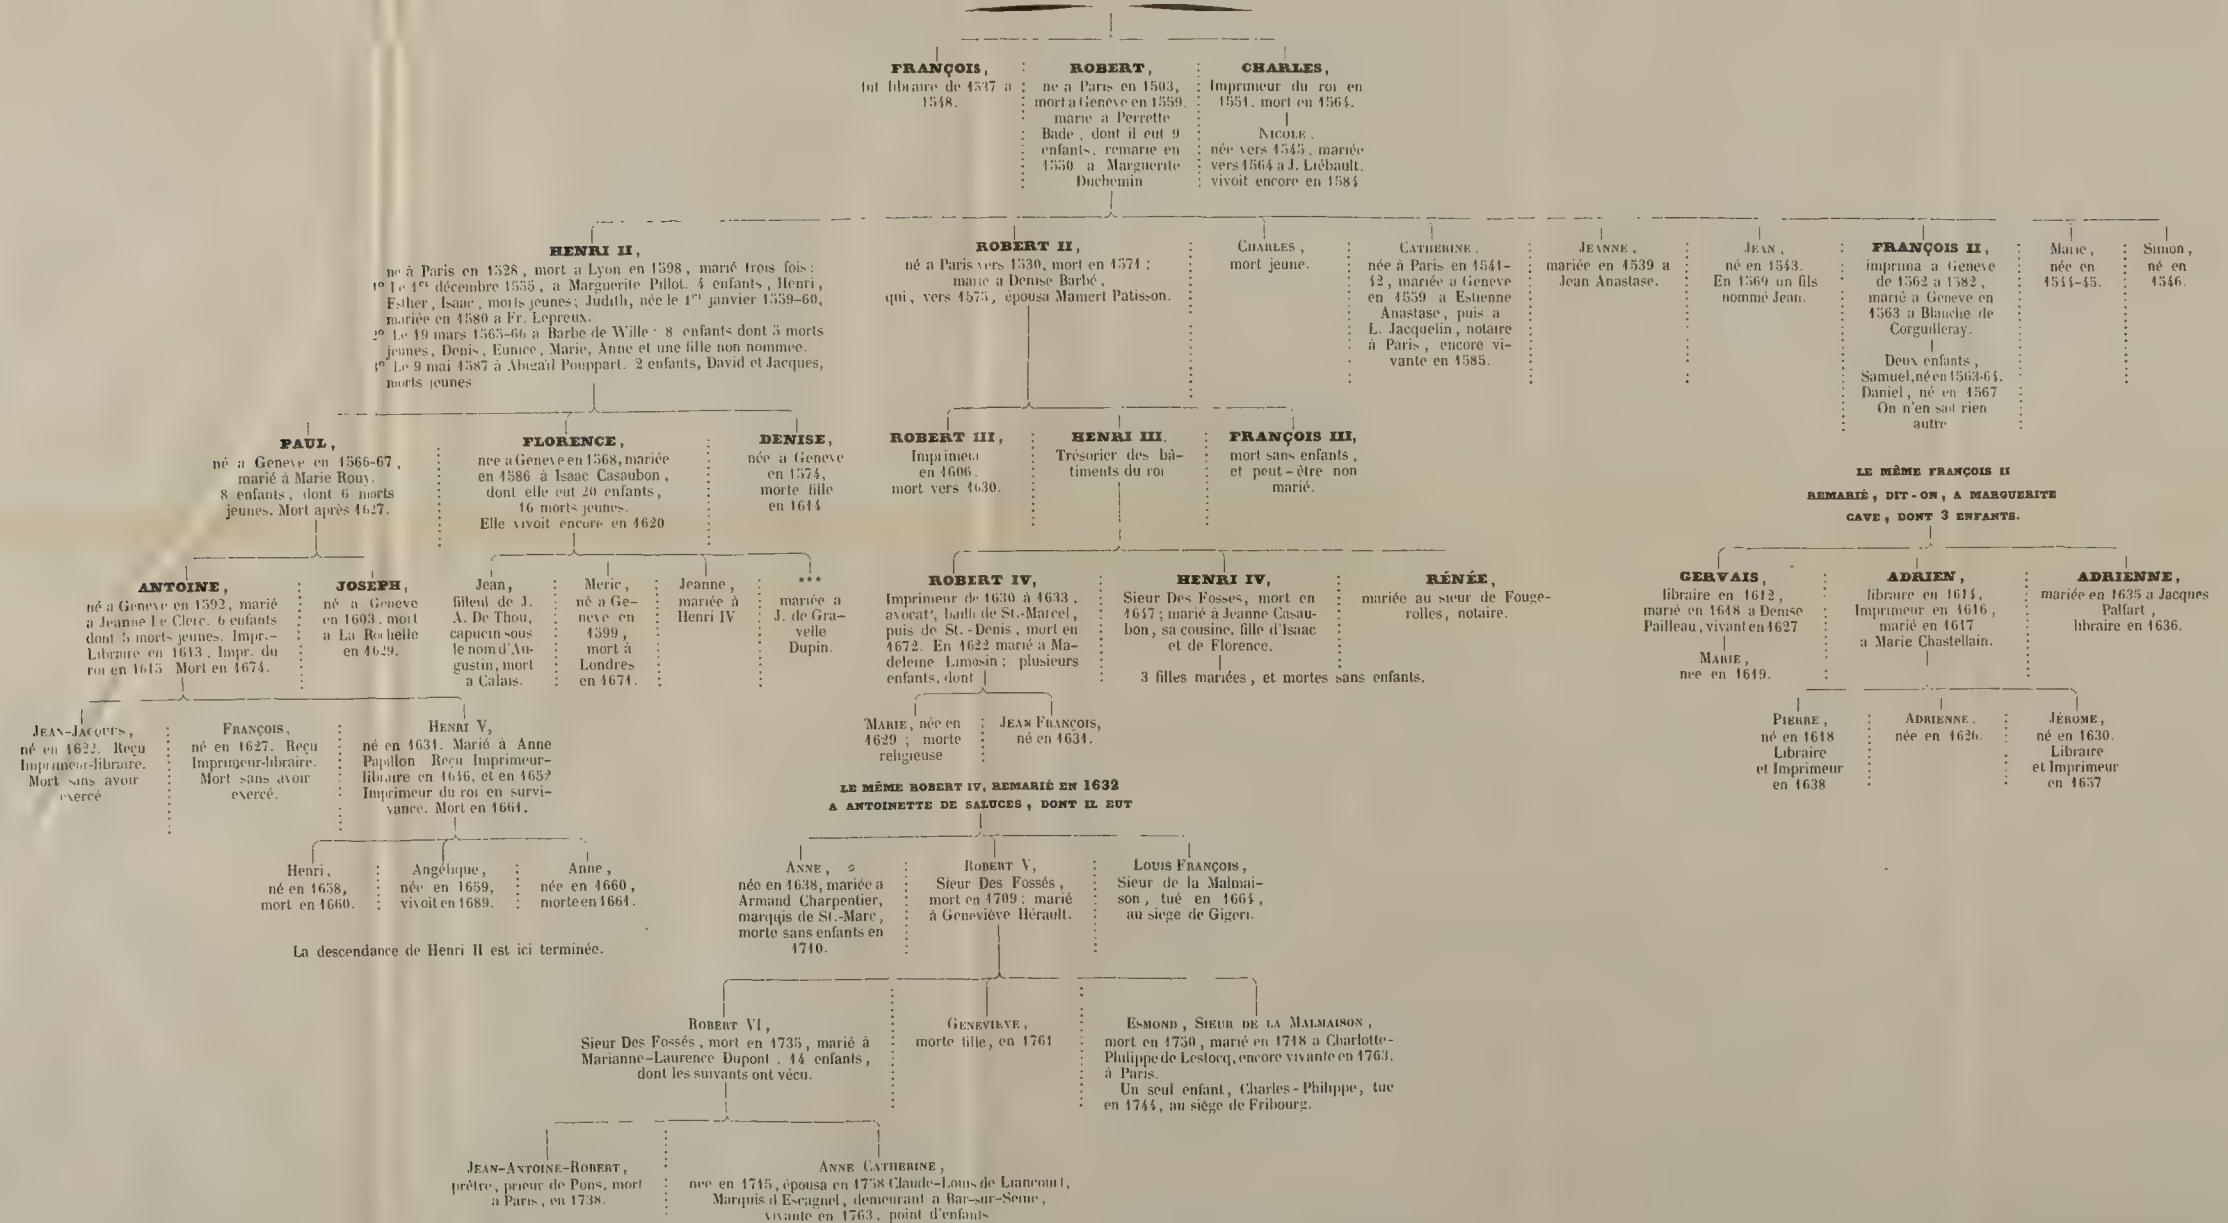 FRANÇOIS,
fut libraire de 1537 a
1548.
ROBERT,
ne a Paris en 1503,
mort a Geneve en 1559,
marie a Perrette
Bade, dont il eut 9
enfants, remarie en
1550 a Marguerite
Duchemin
CHARLES,
Imprimeur du roi en
1551. mort en 1564.
NICOLE.
née vers 1545, mariée
vers 1564 a J. Liébault.
vivoit encore en 1584
HENRI II,
né à Paris en 1528, mort a Lyon en 1598, marié trois fois:
1º Le 1er décembre 1555, a Marguerite Pillot. 4 enfants, Henri,
Esther, Isaac, morts jeunes; Judith, née le 1er janvier 1559-60,
mariée en 1580 a Fr. Lepreux.
2º Le 19 mars 1565-66 a Barbe de Wille: 8 enfants dont 5 morts
jeunes, Denis, Eunice, Marie, Anne et une fille non nommee.
3º Le 9 mai 1587 à Abigaïl Pouppart. 2 enfants, David et Jacques,
morts jeunes
ROBERT II,
né a Paris vers 1530, mort en 1571;
marie a Denise Barbé,
qui, vers 1575, épousa Mamert Patisson.
CHARLES,
mort jeune.
CATHERINE,
née à Paris en 1541-
42, mariée a Geneve
en 1559 a Estienne
Anastase, puis a
L. Jacquelin, notaire
à Paris, encore vi-
vante en 1585.
JEANNE,
mariée en 1539 a
Jean Anastase.
JEAN,
né en 1543.
En 1569 un fils
nommé Jean.
FRANÇOIS II,
imprima a Geneve
de 1562 a 1582,
marié a Geneve en
1563 a Blanche de
Corguilleray.
Deux enfants,
Samuel, né en 1563-64.
Daniel, né en 1567
On n'en sait rien
autre
Marie,
née en
1544-45.
Simon,
né en
1546.
PAUL,
né a Geneve en 1566-67,
marié à Marie Rouy.
8 enfants, dont 6 morts
jeunes. Mort après 1627.
FLORENCE,
nee a Geneve en 1568, mariée
en 1586 à Isaac Casaubon,
dont elle eut 20 enfants,
16 morts jeunes.
Elle vivoit encore en 1620
DENISE,
née a Geneve
en 1574,
morte fille
en 1614
ROBERT III,
Imprimeur
en 1606.
mort vers 1630.
HENRI III.
Trésorier des bâ-
timents du roi
FRANÇOIS III,
mort sans enfants,
et peut-être non
marié.
LE MÊME FRANÇOIS II
REMARIÉ, DIT-ON, A MARGUERITE
CAVE, DONT 3 ENFANTS.
ANTOINE,
né a Geneve en 1592, marié
a Jeanne Le Clerc. 6 enfants
dont 5 morts jeunes. Impr.-
Libraire en 1613. Impr. du
roi en 1615 Mort en 1674.
JOSEPH,
né a Geneve
en 1603. mort
a La Rochelle
en 1629.
Jean,
filleul de J.
A. De Thou,
capucin sous
le nom d'Au-
gustin, mort
a Calais.
Meric,
né a Ge-
neve en
1599,
mort à
Londres
en 1671.
Jeanne,
mariée à
Henri IV
***
mariée a
J. de Gra-
velle
Dupin.
ROBERT IV,
Imprimeur de 1630 à 1633,
avocat, bailli de St.-Marcel,
puis de St.-Denis, mort en
1672. En 1622 marié a Ma-
deleine Limosin; plusieurs
enfants, dont
HENRI IV,
Sieur Des Fosses, mort en
1647; marié à Jeanne Casau-
bon, sa cousine, fille d'Isaac
et de Florence.
3 filles mariées, et mortes sans enfants.
RÉNÉE,
mariée au sieur de Fouge-
rolles, notaire.
GERVAIS,
libraire en 1612,
marié en 1618 a Denise
Pailleau, vivant en 1627
MARIE,
nee en 1619.
ADRIEN,
libraire en 1614,
Imprimeur en 1616,
marié en 1617
a Marie Chastellain.
ADRIENNE,
mariée en 1635 a Jacques
Palfart,
libraire en 1636.
JEAN-JACQUES,
né en 1622. Reçu
Imprimeur-libraire.
Mort sans avoir
exercé
FRANÇOIS,
né en 1627. Reçu
Imprimeur-libraire.
Mort sans avoir
exercé.
HENRI V,
né en 1631. Marié à Anne
Papillon Reçu Imprimeur-
libraire en 1646, et en 1652
Imprimeur du roi en survi-
vance. Mort en 1661.
MARIE, née en
1629; morte
religieuse
JEAN FRANÇOIS,
né en 1631.
PIERRE,
né en 1618
Libraire
et Imprimeur
en 1638
ADRIENNE.
née en 1626.
JÉROME,
né en 1630.
Libraire
et Imprimeur
en 1657
LE MÊME ROBERT IV, REMARIÉ EN 1632
A ANTOINETTE DE SALUCES, DONT IL EUT
Henri,
né en 1658,
mort en 1660.
Angélique,
née en 1659,
vivoit en 1689.
Anne,
née en 1660,
morte en 1661.
La descendance de Henri II est ici terminée.
ANNE,
née en 1638, mariée a
Armand Charpentier,
marquis de St.-Marc,
morte sans enfants en
1710.
ROBERT V,
Sieur Des Fossés,
mort en 1709; marié
à Geneviève Hérault.
LOUIS FRANÇOIS,
Sieur de la Malmai-
son, tué en 1664,
au siege de Gigeri.
ROBERT VI,
Sieur Des Fossés, mort en 1735, marié à
Marianne-Laurence Dupont. 14 enfants,
dont les suivants ont vécu.
GENEVIEVE,
morte fille, en 1761
ESMOND, SIEUR DE LA MALMAISON,
mort en 1750, marié en 1718 a Charlotte-
Philippe de Lestocq, encore vivante en 1763.
à Paris.
Un seul enfant, Charles-Philippe, tue
en 1744, au siège de Fribourg.
JEAN-ANTOINE-ROBERT,
prêtre, prieur de Pons, mort
a Paris, en 1738.
ANNE CATHERINE,
nee en 1715, épousa en 1758 Claude-Louis de Liancourt,
Marquis d Escagnel, demeurant a Bar-sur-Seine,
vivante en 1763, point d'enfants